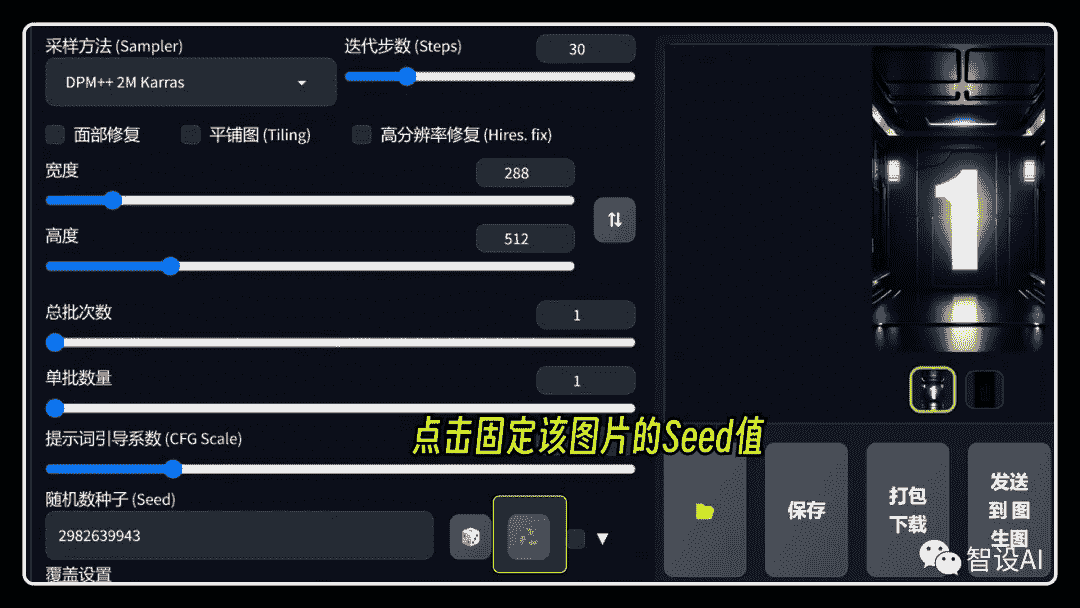 采样方法 (Sampler)
迭代步数 (Steps)
30
DPM++ 2M Karras
面部修复
平铺图 (Tiling)
高分辨率修复 (Hires. fix)
宽度
288
高度
512
1
总批次数
1
单批数量
1
点击固定该图片的Seed值
提示词引导系数 (CFG Scale)
随机数种子 (Seed)
2982639943
覆盖设置
保存
打包
下载
发送
到 图
生图
智设AI